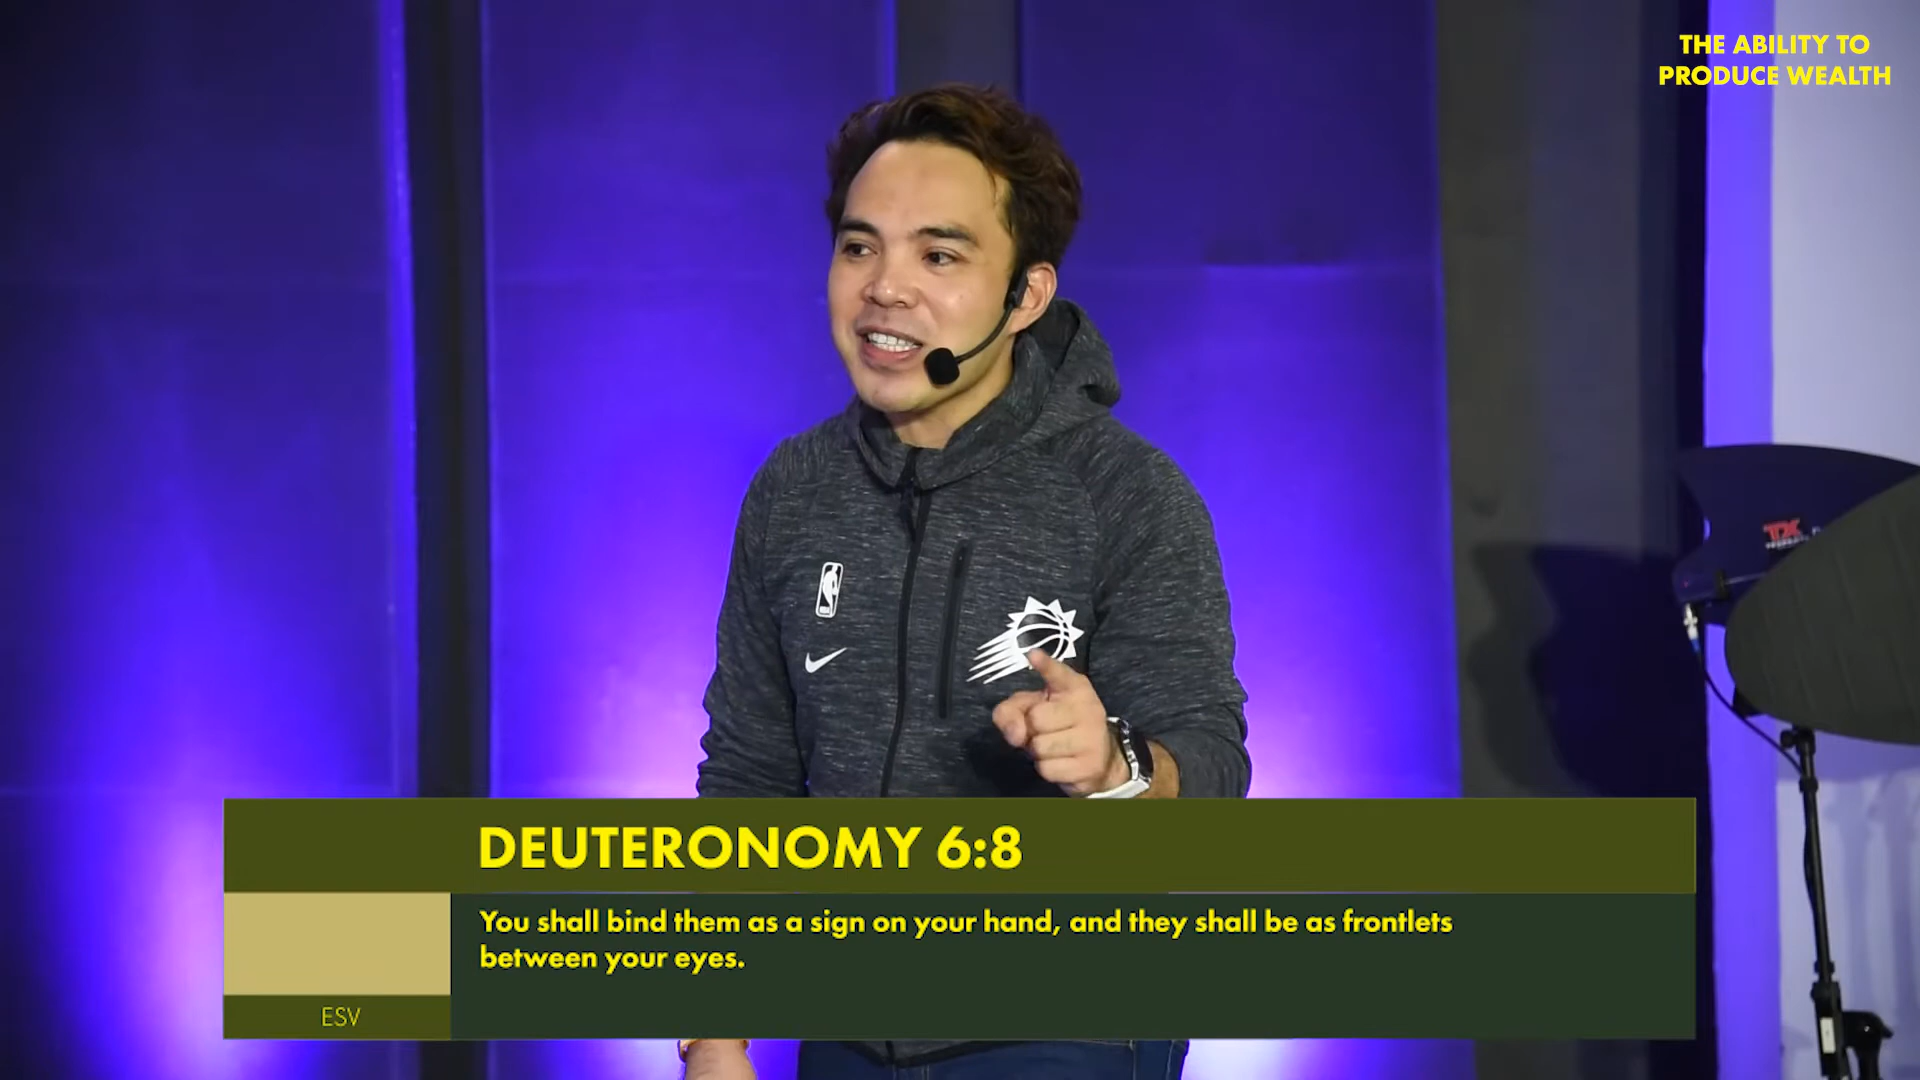 THE ABILITY TO
PRODUCE WEALTH
TX
DEUTERONOMY 6:8
You shall bind them as a sign on your hand, and they shall be as frontlets
between your eyes.
ESV